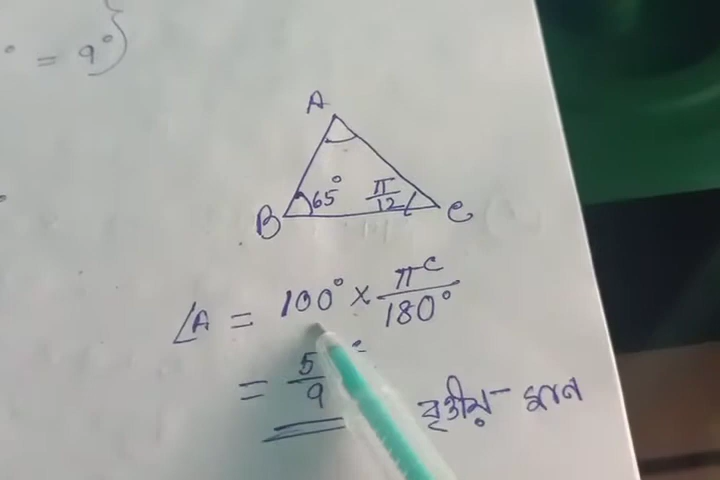 ° = 9°}
A
65° π/12
B C
∠A = 100° × π^c/180°
= 5/9
বৃত্তীয় মান